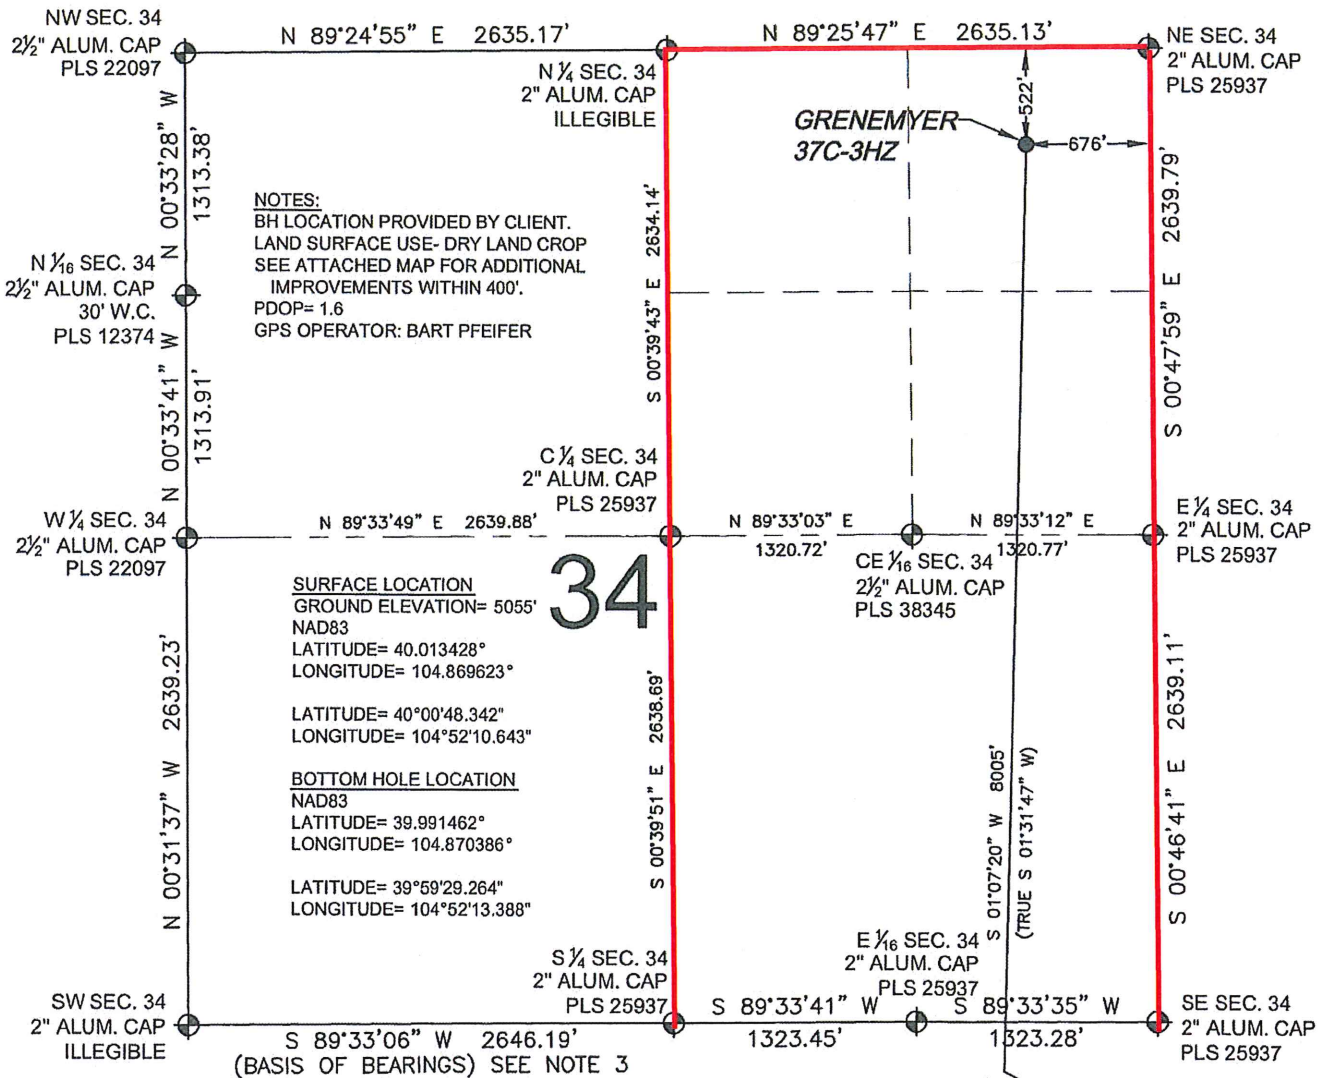 NW SEC. 34
2½" ALUM. CAP
PLS 22097
N 89°24'55" E 2635.17'
N ¼ SEC. 34
2" ALUM. CAP
ILLEGIBLE
N 89°25'47" E 2635.13'
NE SEC. 34
2" ALUM. CAP
PLS 25937
522'
GRENEMYER
37C-3HZ
676'
N 00°33'28" W
1313.38'
NOTES:
BH LOCATION PROVIDED BY CLIENT.
LAND SURFACE USE- DRY LAND CROP
SEE ATTACHED MAP FOR ADDITIONAL
IMPROVEMENTS WITHIN 400'.
PDOP= 1.6
GPS OPERATOR: BART PFEIFER
S 00°39'43" E 2634.14'
S 00°47'59" E 2639.79'
N 1⁄16 SEC. 34
2½" ALUM. CAP
30' W.C.
PLS 12374
N 00°33'41" W
1313.91'
C ¼ SEC. 34
2" ALUM. CAP
PLS 25937
W ¼ SEC. 34
2½" ALUM. CAP
PLS 22097
N 89°33'49" E 2639.88'
N 89°33'03" E
1320.72'
N 89°33'12" E
1320.77'
E ¼ SEC. 34
2" ALUM. CAP
PLS 25937
CE 1⁄16 SEC. 34
2½" ALUM. CAP
PLS 38345
34
SURFACE LOCATION
GROUND ELEVATION= 5055'
NAD83
LATITUDE= 40.013428°
LONGITUDE= 104.869623°
LATITUDE= 40°00'48.342"
LONGITUDE= 104°52'10.643"
BOTTOM HOLE LOCATION
NAD83
LATITUDE= 39.991462°
LONGITUDE= 104.870386°
LATITUDE= 39°59'29.264"
LONGITUDE= 104°52'13.388"
N 00°31'37" W 2639.23'
S 00°39'51" E 2638.69'
S 01°07'20" W 8005'
(TRUE S 01°31'47" W)
S 00°46'41" E 2639.11'
S ¼ SEC. 34
2" ALUM. CAP
PLS 25937
E 1⁄16 SEC. 34
2" ALUM. CAP
PLS 25937
SW SEC. 34
2" ALUM. CAP
ILLEGIBLE
S 89°33'06" W 2646.19'
(BASIS OF BEARINGS) SEE NOTE 3
S 89°33'41" W
1323.45'
S 89°33'35" W
1323.28'
SE SEC. 34
2" ALUM. CAP
PLS 25937